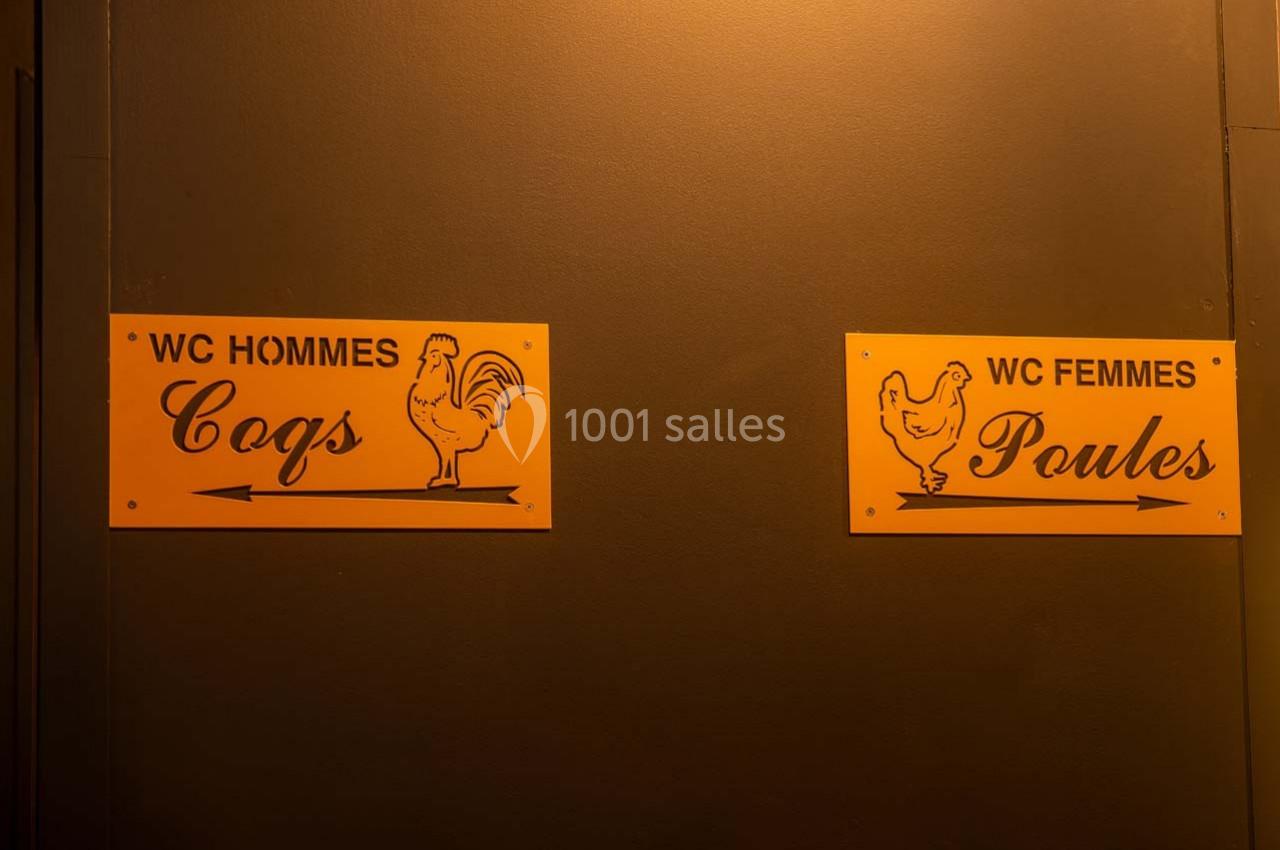 WC HOMMES
Coqs
1001 salles
WC FEMMES
Poules